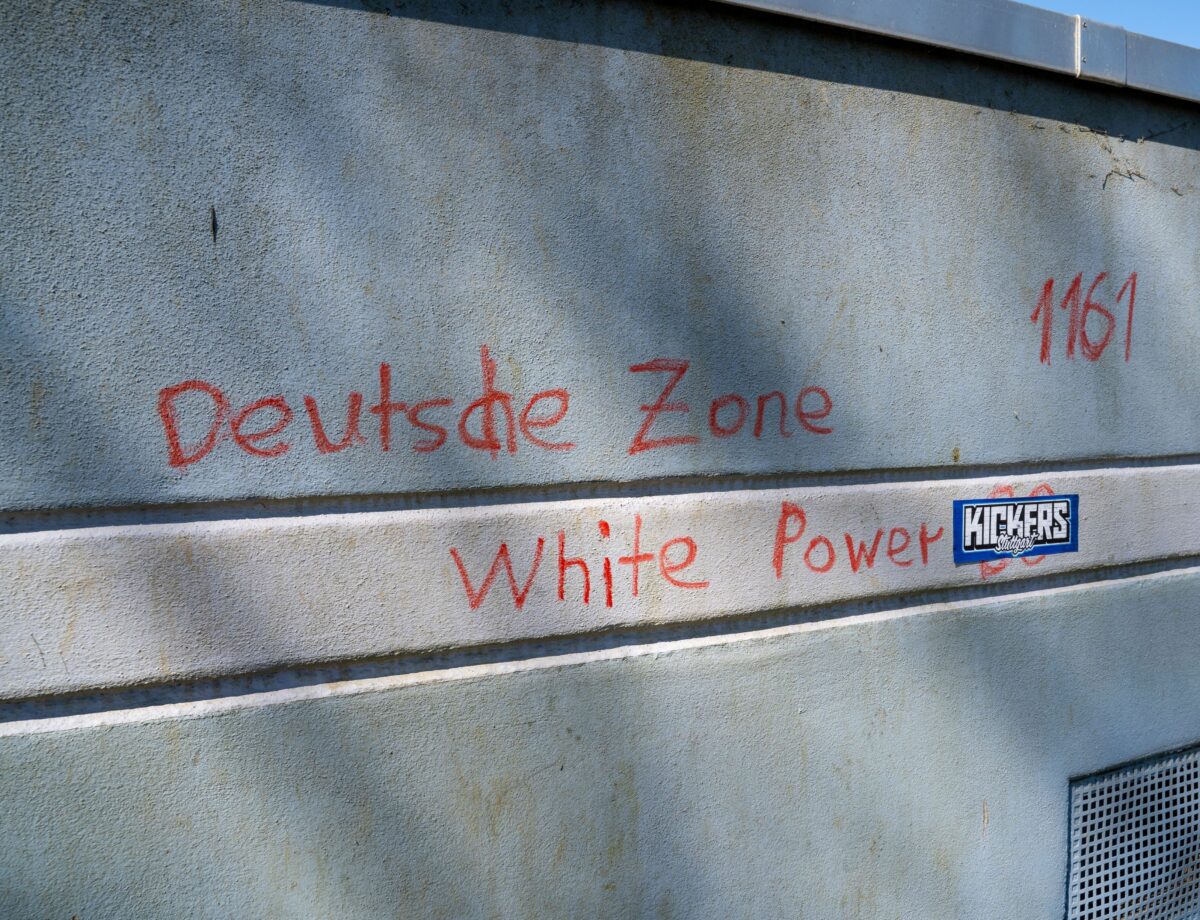 1161
Deutsche Zone
White Power
KICKERS
Stuttgart